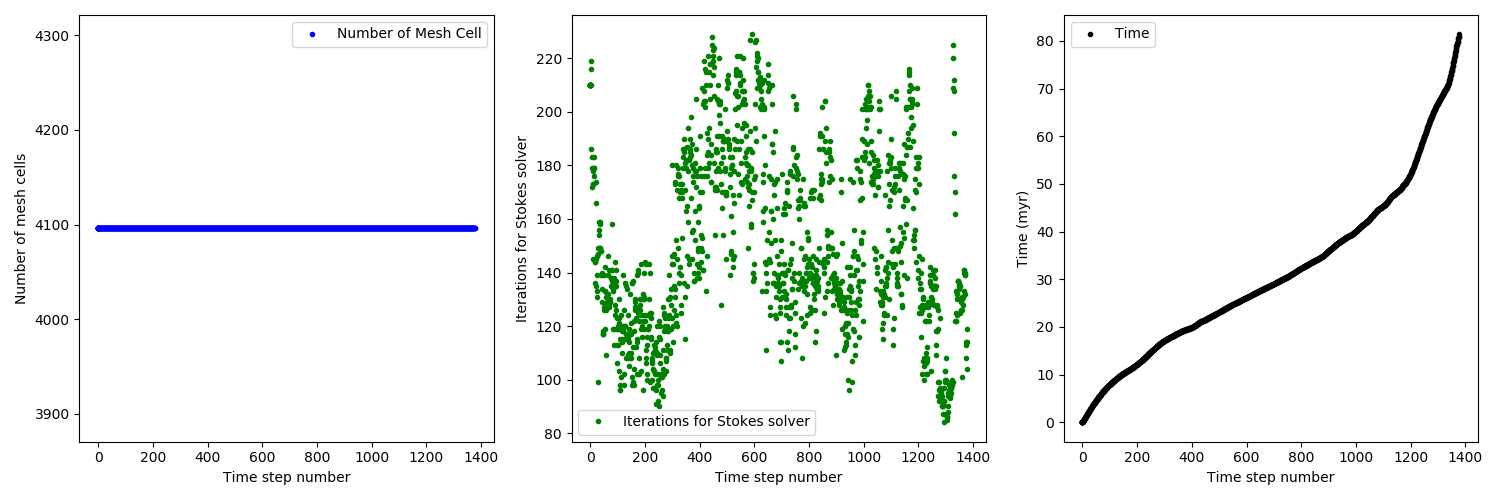 Number of Mesh Cell
Number of mesh cells
4300
4200
4100
4000
3900
0 200 400 600 800 1000 1200 1400
Time step number
Iterations for Stokes solver
220
200
180
160
140
120
100
80
Iterations for Stokes solver
0 200 400 600 800 1000 1200 1400
Time step number
Time
Time (myr)
80
70
60
50
40
30
20
10
0
0 200 400 600 800 1000 1200 1400
Time step number